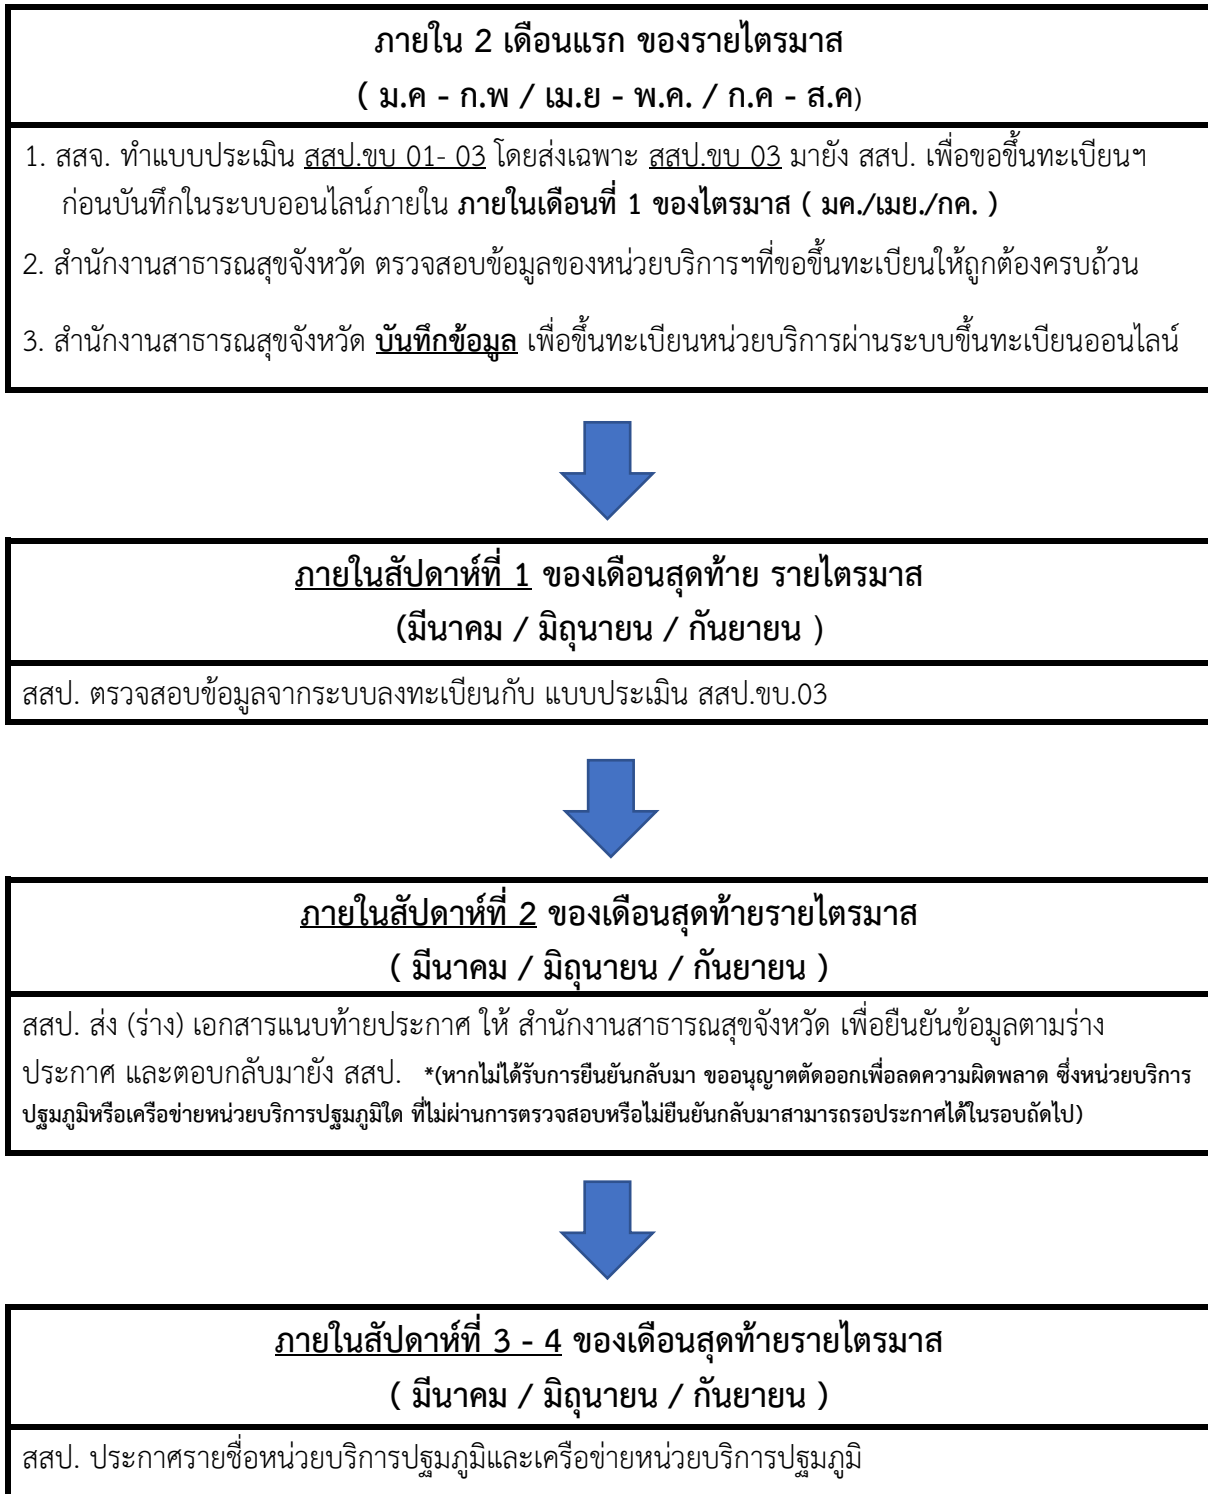 ภายใน 2 เดือนแรก ของรายไตรมาส
( ม.ค - ก.พ / เม.ย - พ.ค. / ก.ค - ส.ค)
1. สสจ. ทำแบบประเมิน สสป.ขบ 01- 03 โดยส่งเฉพาะ สสป.ขบ 03 มายัง สสป. เพื่อขอขึ้นทะเบียนฯ
ก่อนบันทึกในระบบออนไลน์ภายใน ภายในเดือนที่ 1 ของไตรมาส ( มค./เมย./กค. )
2. สำนักงานสาธารณสุขจังหวัด ตรวจสอบข้อมูลของหน่วยบริการฯที่ขอขึ้นทะเบียนให้ถูกต้องครบถ้วน
3. สำนักงานสาธารณสุขจังหวัด บันทึกข้อมูล เพื่อขึ้นทะเบียนหน่วยบริการผ่านระบบขึ้นทะเบียนออนไลน์
ภายในสัปดาห์ที่ 1 ของเดือนสุดท้าย รายไตรมาส
(มีนาคม / มิถุนายน / กันยายน )
สสป. ตรวจสอบข้อมูลจากระบบลงทะเบียนกับ แบบประเมิน สสป.ขบ.03
ภายในสัปดาห์ที่ 2 ของเดือนสุดท้ายรายไตรมาส
( มีนาคม / มิถุนายน / กันยายน )
สสป. ส่ง (ร่าง) เอกสารแนบท้ายประกาศ ให้ สำนักงานสาธารณสุขจังหวัด เพื่อยืนยันข้อมูลตามร่าง
ประกาศ และตอบกลับมายัง สสป. *(หากไม่ได้รับการยืนยันกลับมา ขออนุญาตตัดออกเพื่อลดความผิดพลาด ซึ่งหน่วยบริการ
ปฐมภูมิหรือเครือข่ายหน่วยบริการปฐมภูมิใด ที่ไม่ผ่านการตรวจสอบหรือไม่ยืนยันกลับมาสามารถรอประกาศได้ในรอบถัดไป)
ภายในสัปดาห์ที่ 3 - 4 ของเดือนสุดท้ายรายไตรมาส
( มีนาคม / มิถุนายน / กันยายน )
สสป. ประกาศรายชื่อหน่วยบริการปฐมภูมิและเครือข่ายหน่วยบริการปฐมภูมิ